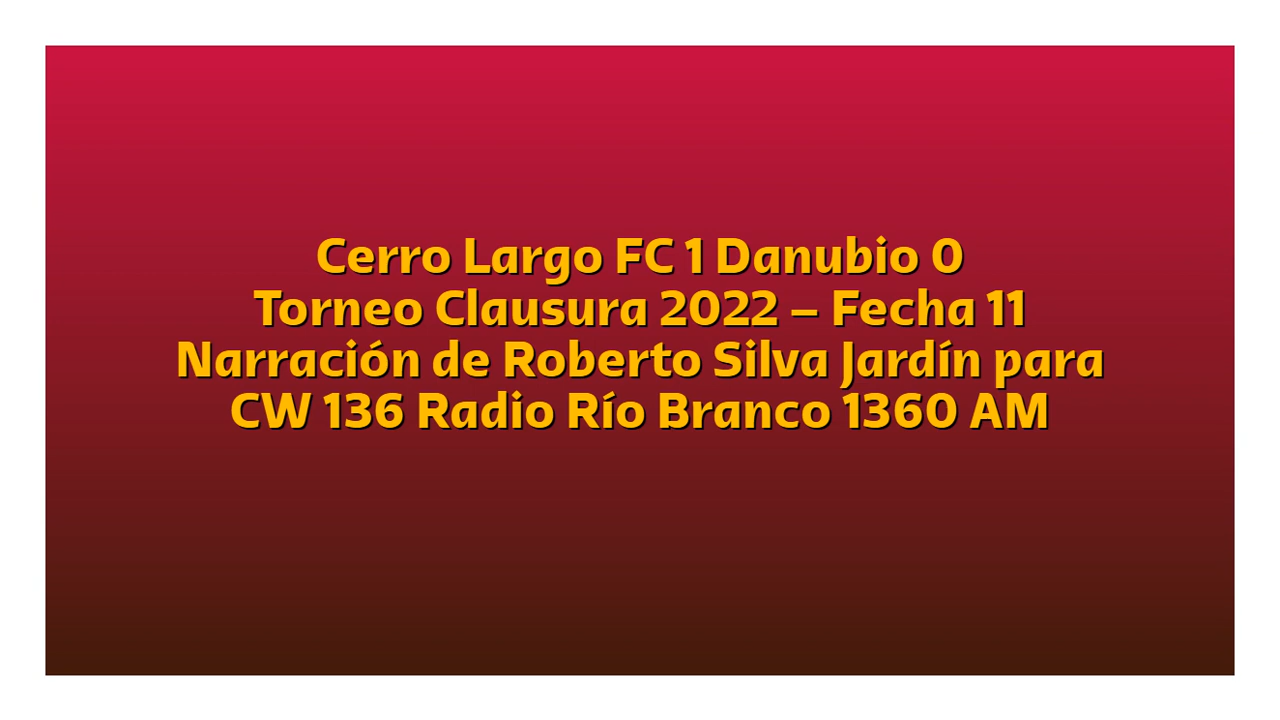 Cerro Largo FC 1 Danubio 0
Torneo Clausura 2022 – Fecha 11
Narración de Roberto Silva Jardín para
CW 136 Radio Río Branco 1360 AM